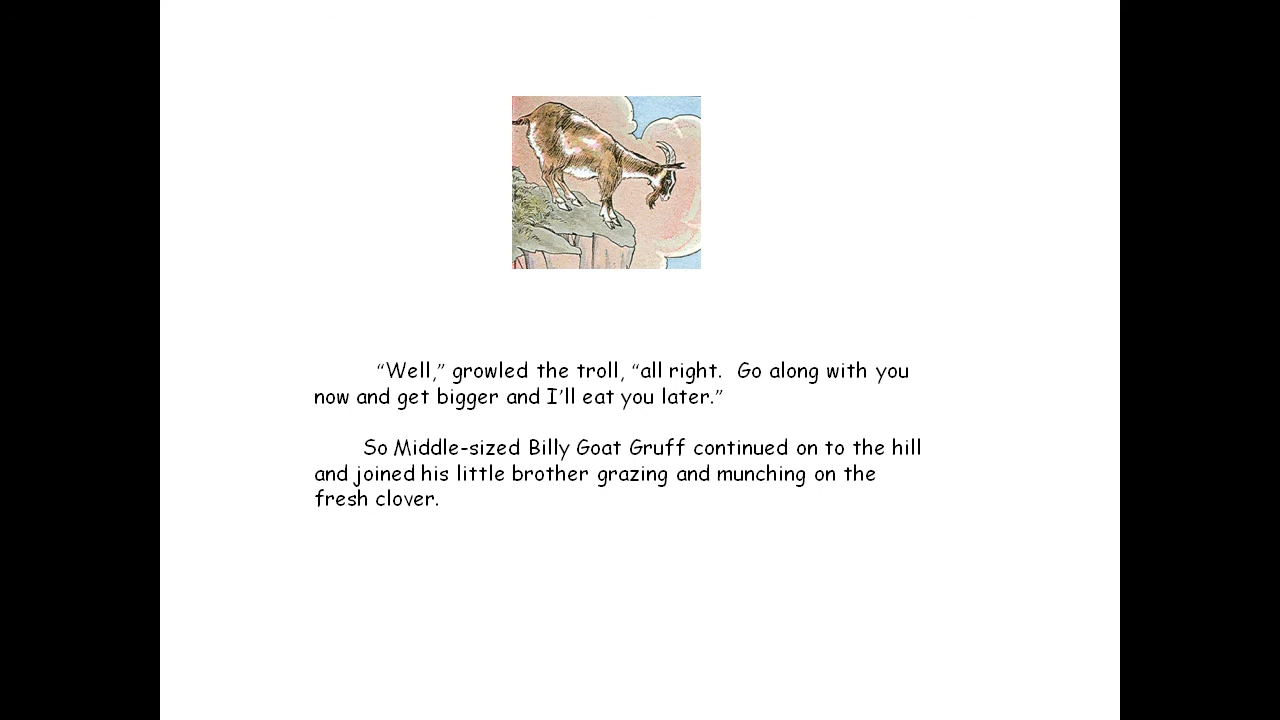 “Well,” growled the troll, “all right.  Go along with you
now and get bigger and I’ll eat you later.”
So Middle-sized Billy Goat Gruff continued on to the hill
and joined his little brother grazing and munching on the
fresh clover.